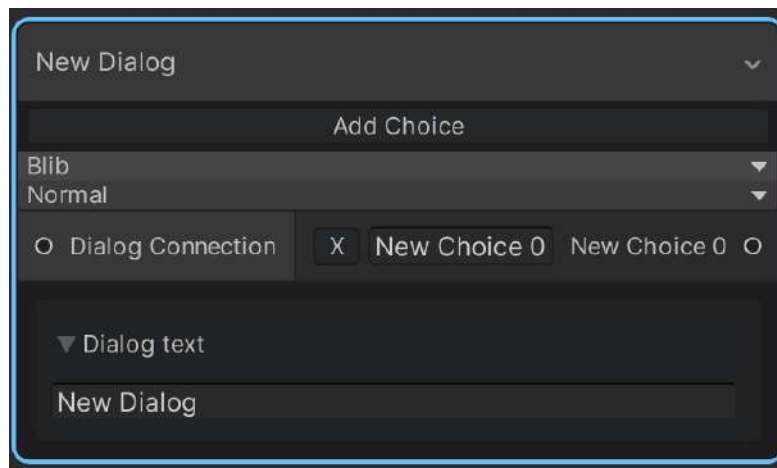 New Dialog
Add Choice
Blib
Normal
Dialog Connection X New Choice 0 New Choice 0
Dialog text
New Dialog